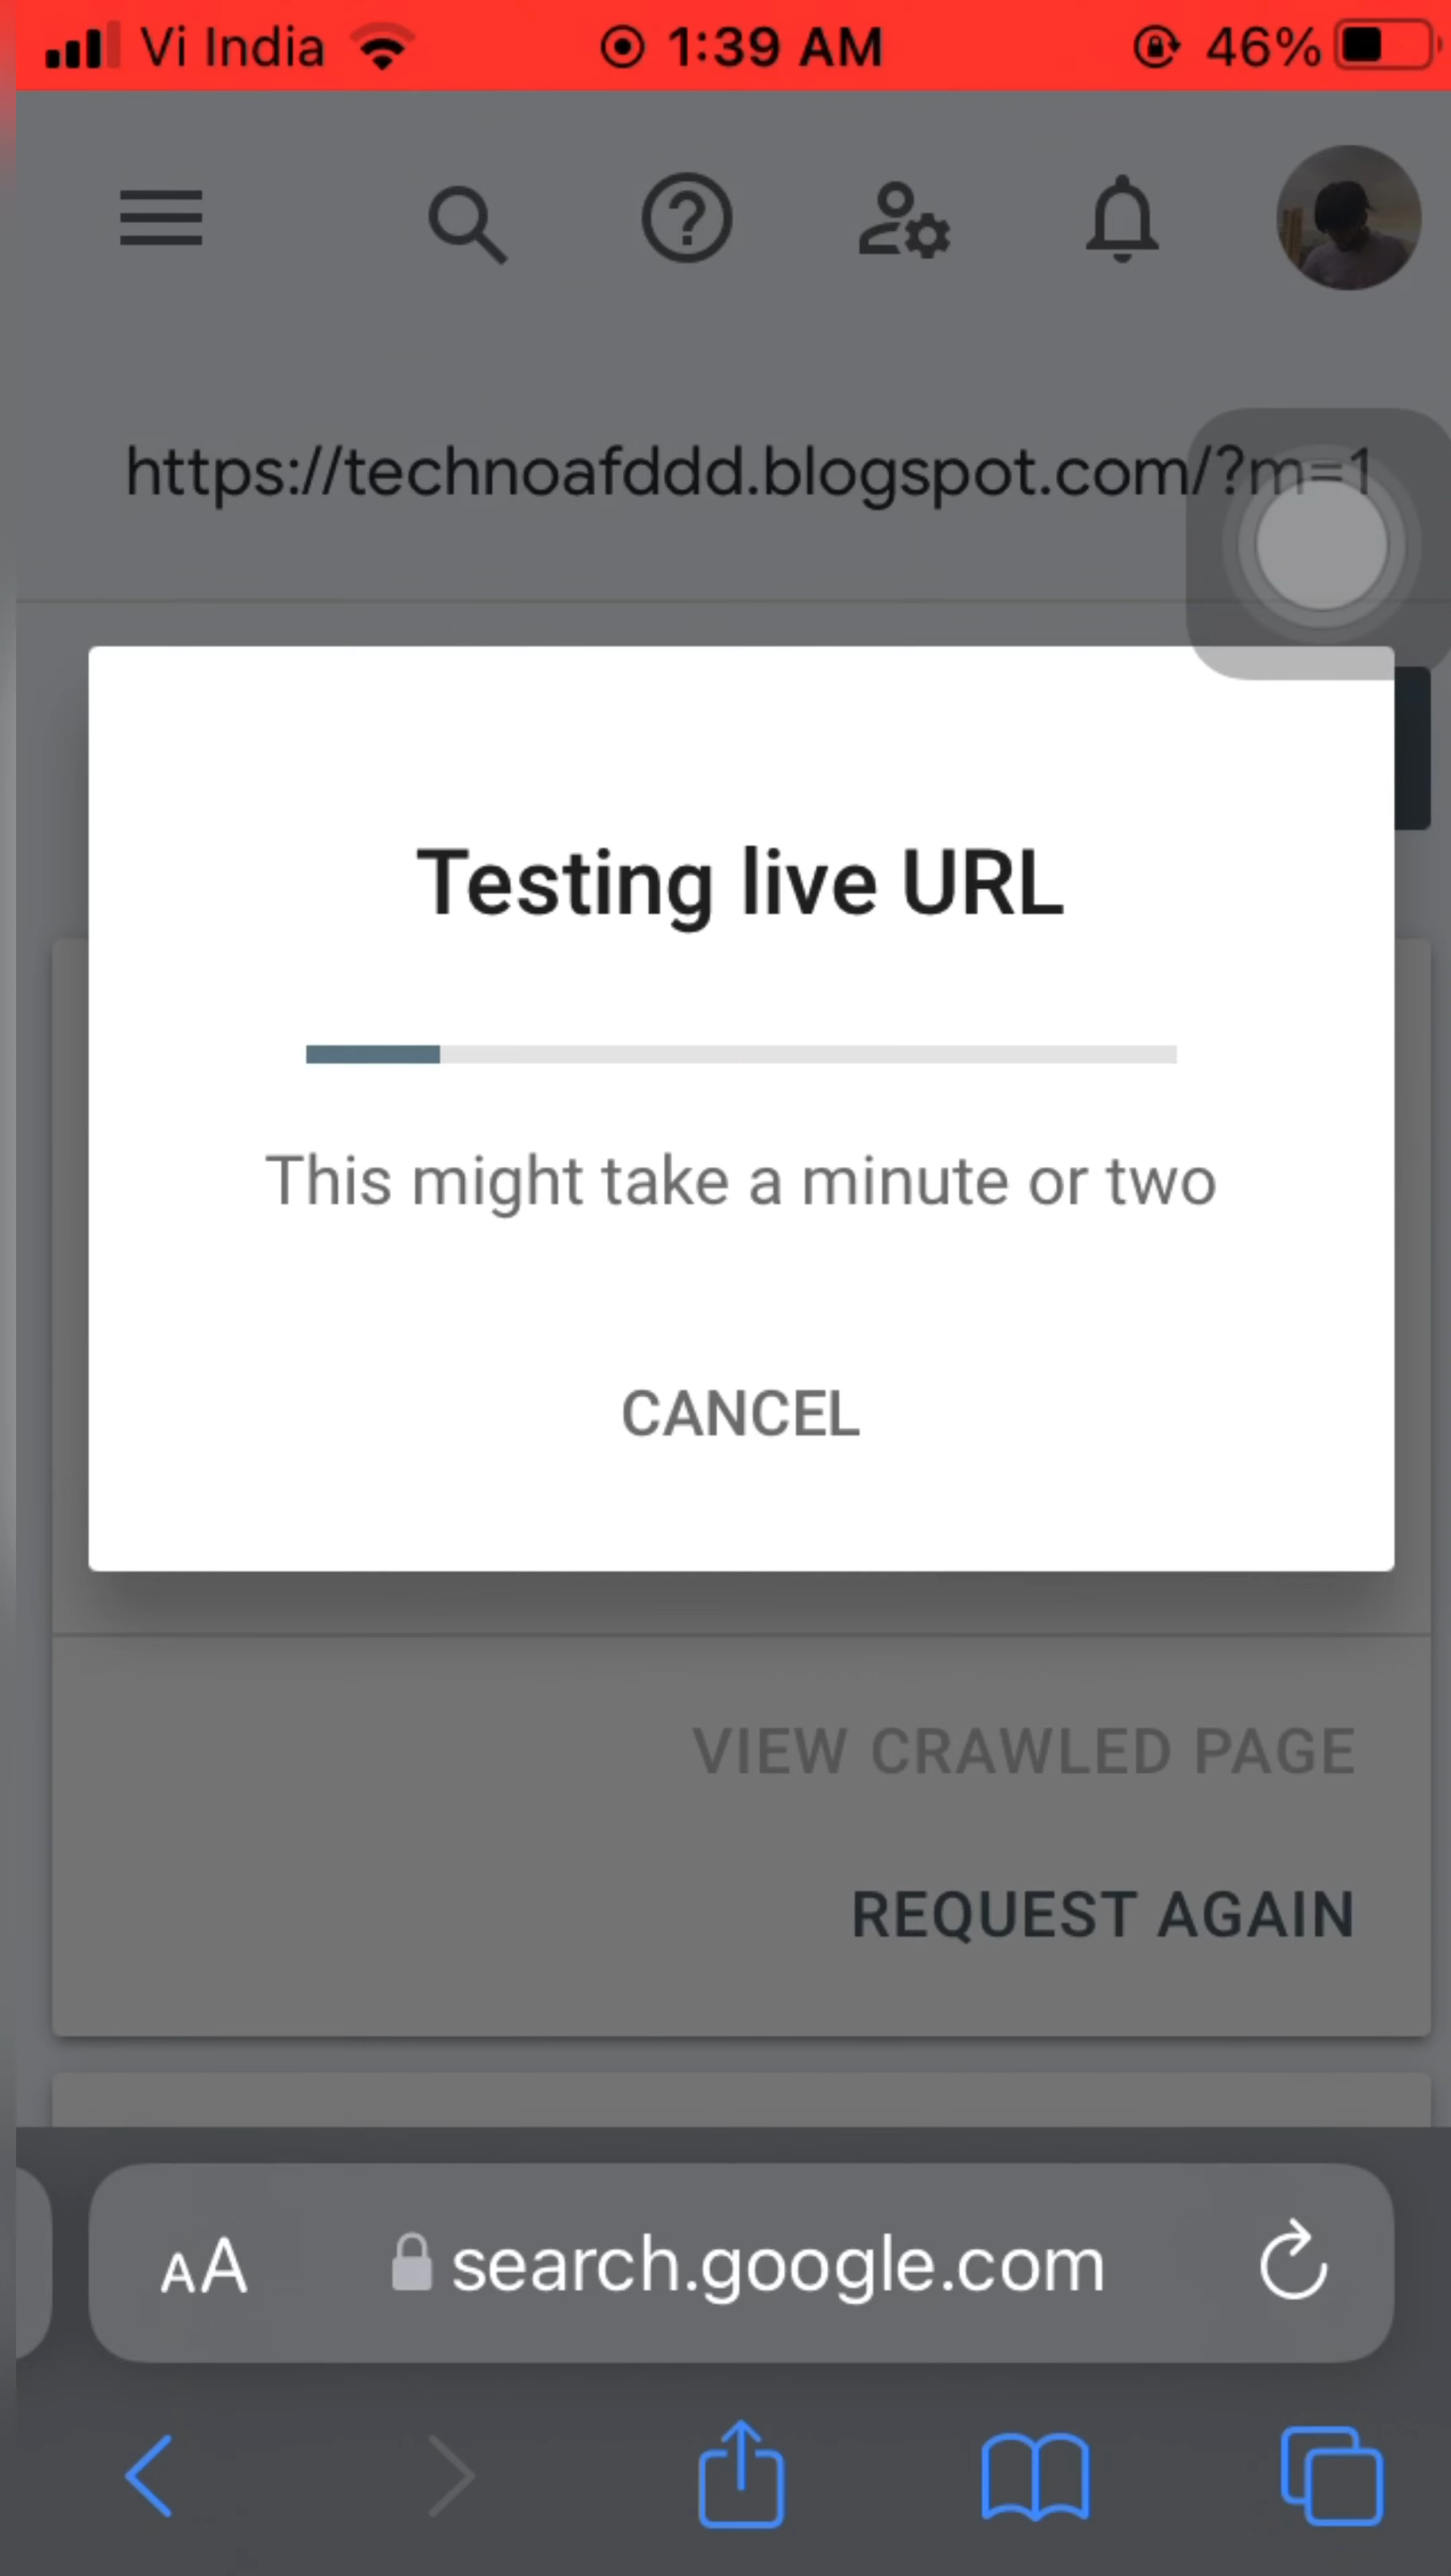 Vi India 1:39 AM 46%
https://technoafddd.blogspot.com/?m=1
Testing live URL
This might take a minute or two
CANCEL
VIEW CRAWLED PAGE
REQUEST AGAIN
AA search.google.com